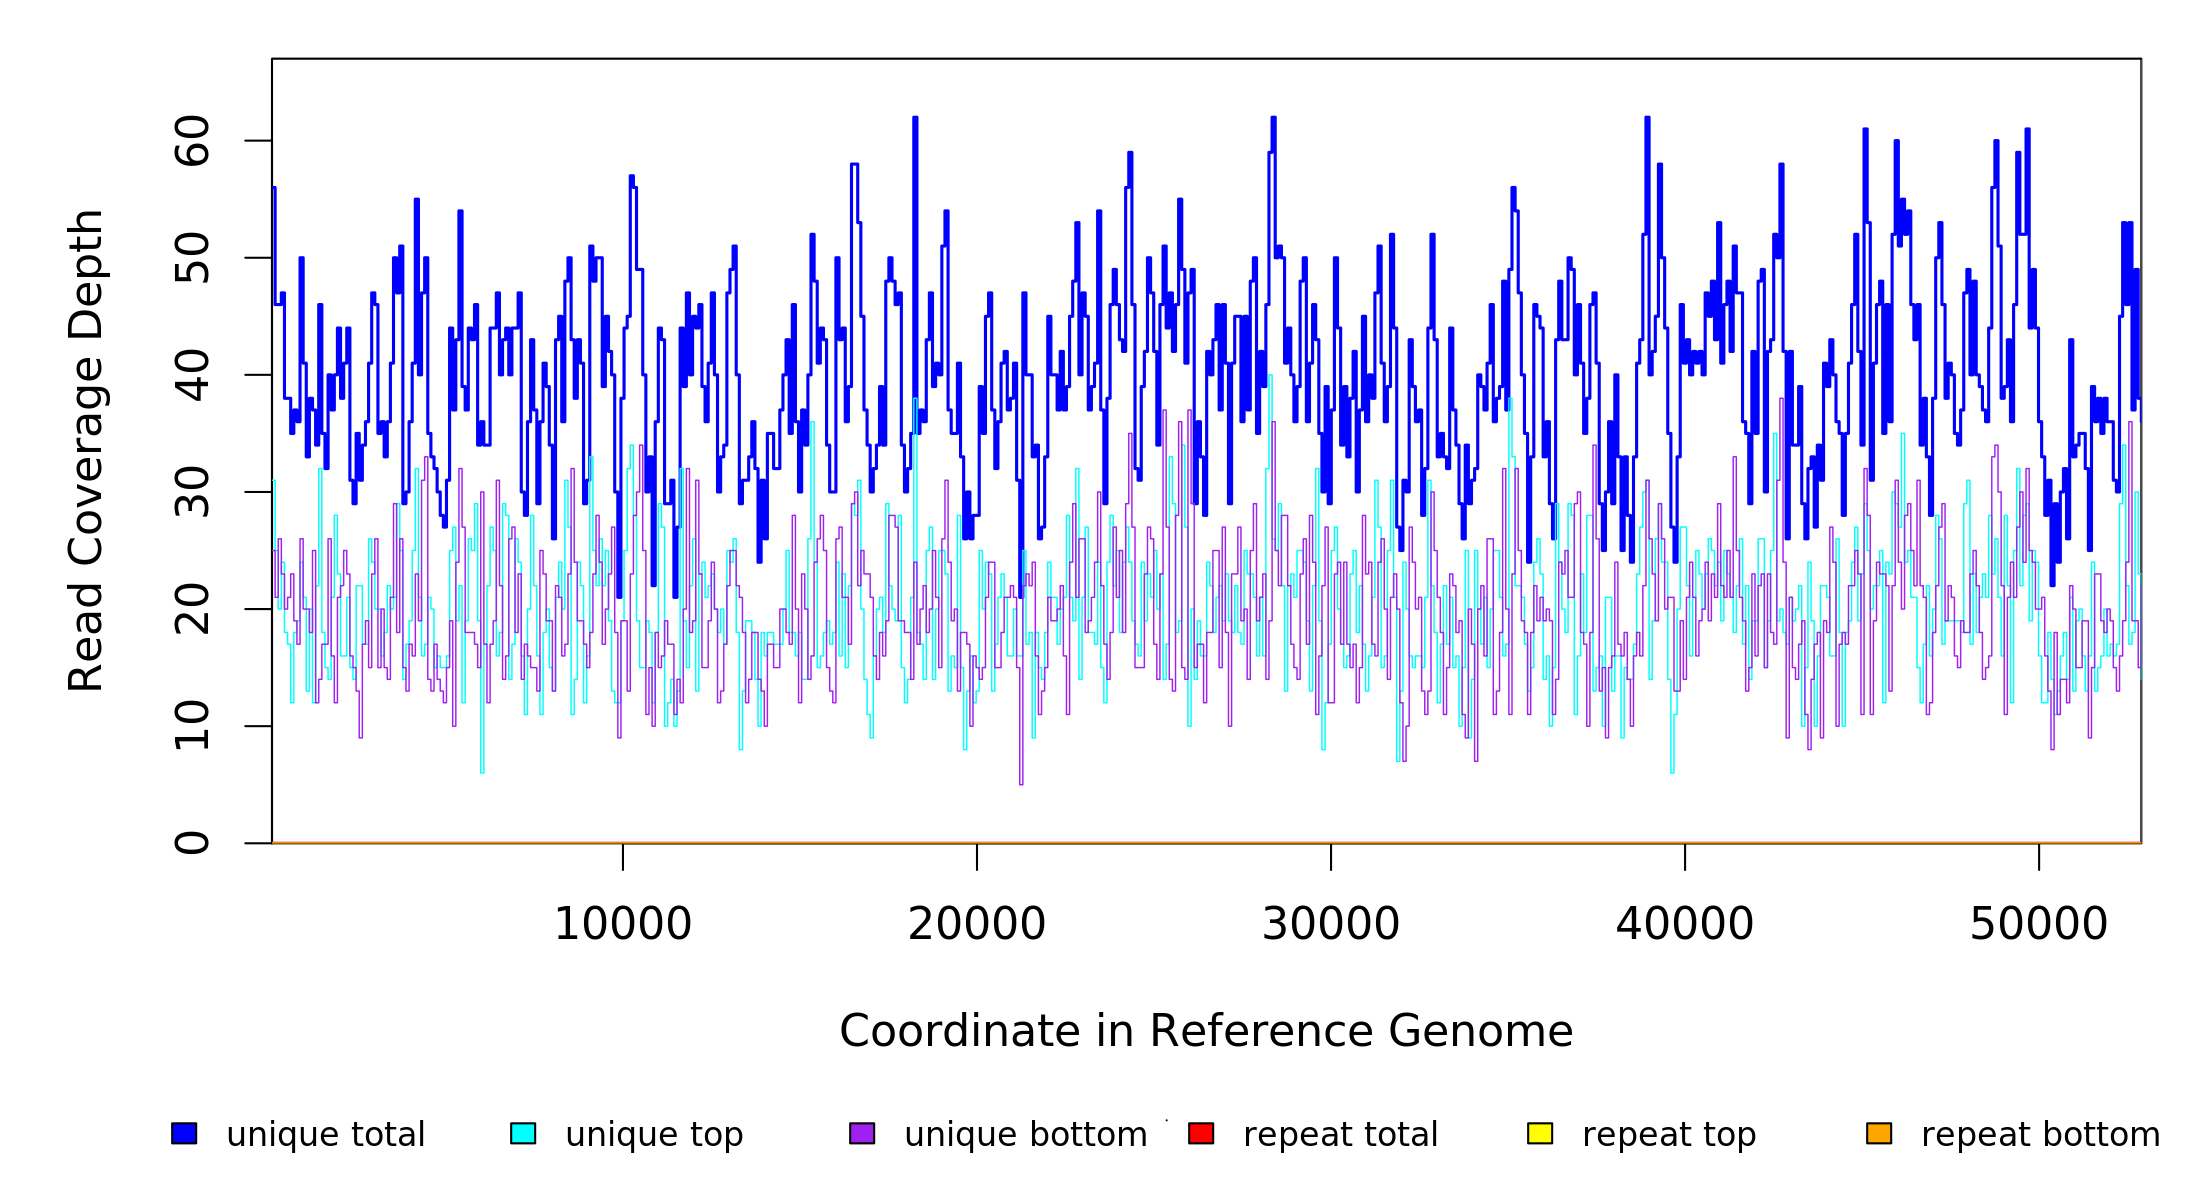 Read Coverage Depth
60
50
40
30
20
10
0
10000 20000 30000 40000 50000
Coordinate in Reference Genome
unique total unique top unique bottom repeat total repeat top repeat bottom